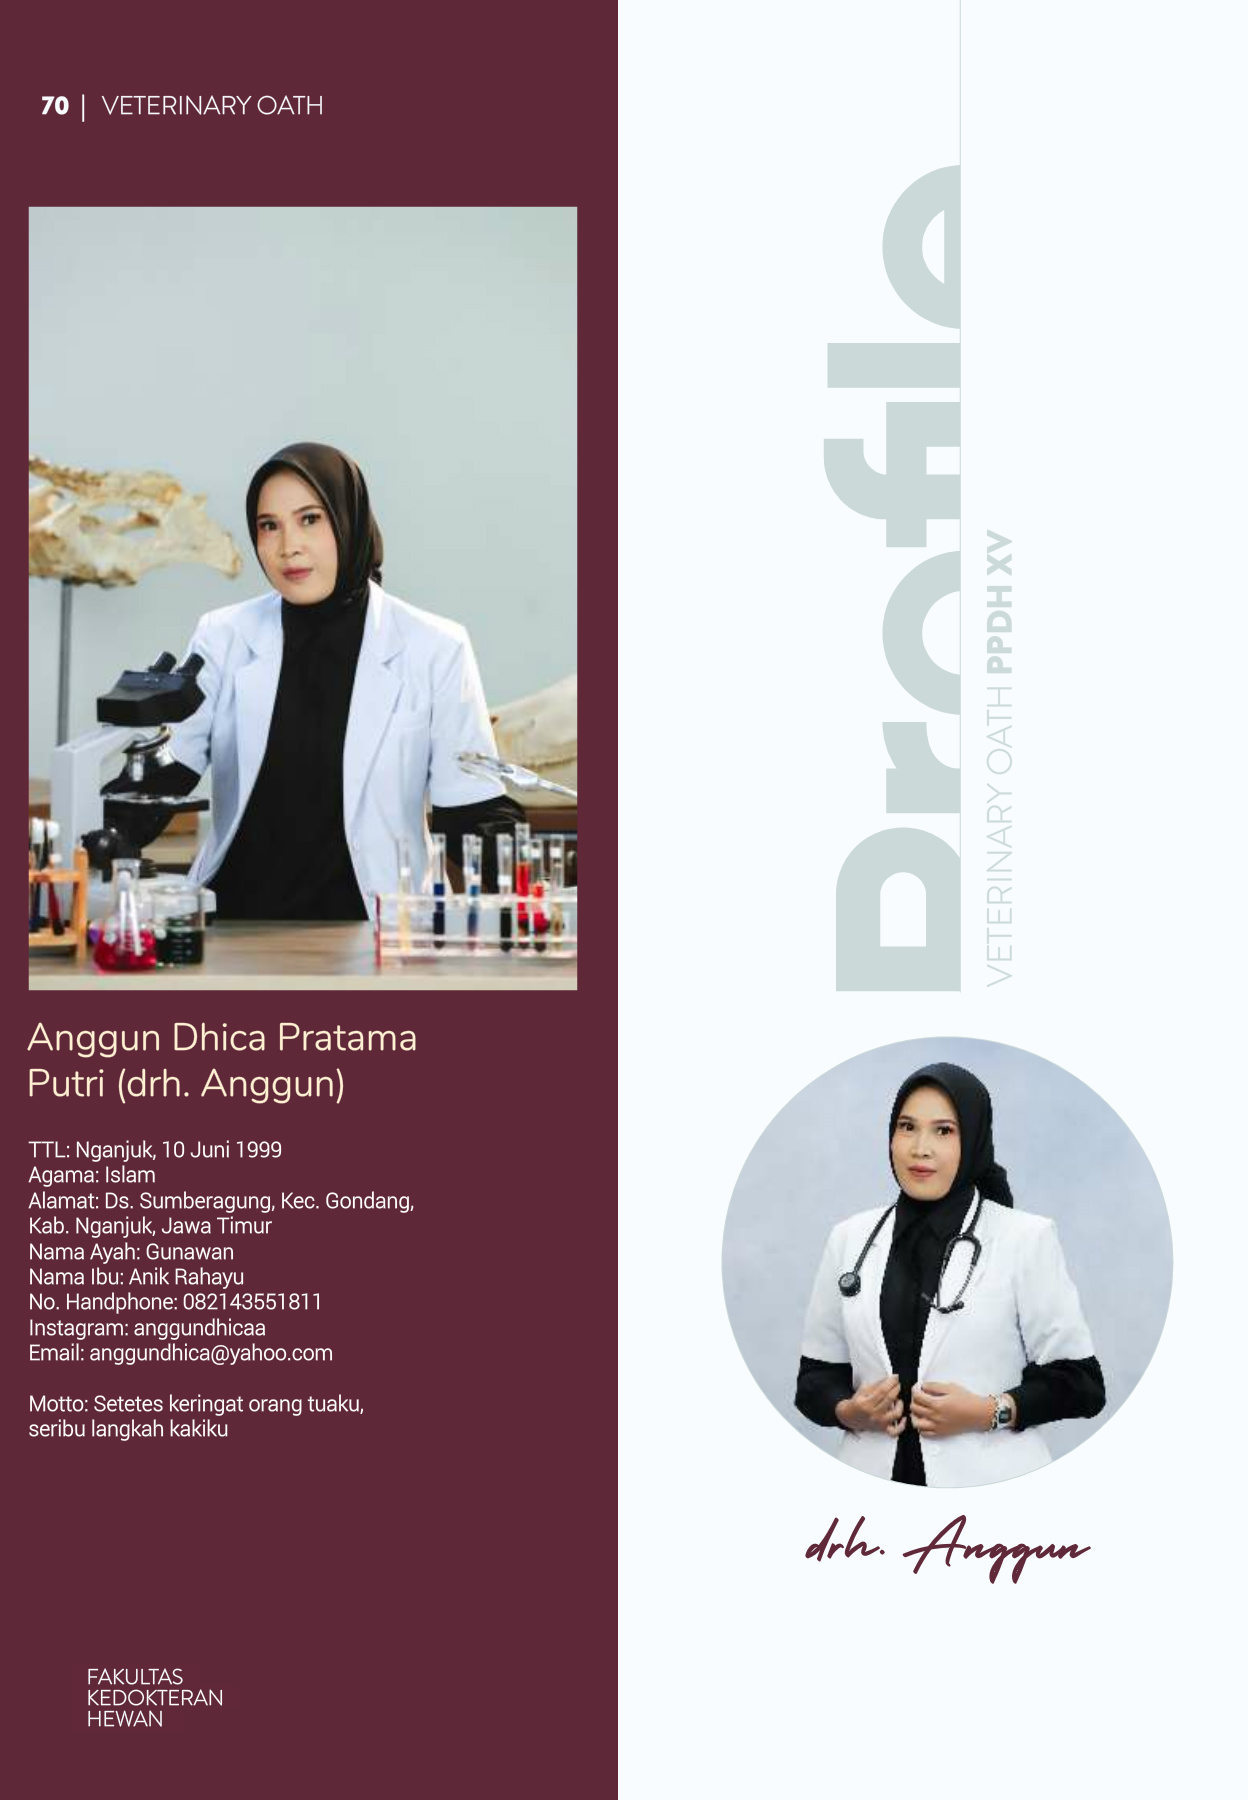 70 | VETERINARY OATH
Anggun Dhica Pratama
Putri (drh. Anggun)
TTL: Nganjuk, 10 Juni 1999
Agama: Islam
Alamat: Ds. Sumberagung, Kec. Gondang,
Kab. Nganjuk, Jawa Timur
Nama Ayah: Gunawan
Nama Ibu: Anik Rahayu
No. Handphone: 082143551811
Instagram: anggundhicaa
Email: anggundhica@yahoo.com
Motto: Setetes keringat orang tuaku,
seribu langkah kakiku
FAKULTAS
KEDOKTERAN
HEWAN
Profile
VETERINARY OATH PPDH XV
drh. Anggun